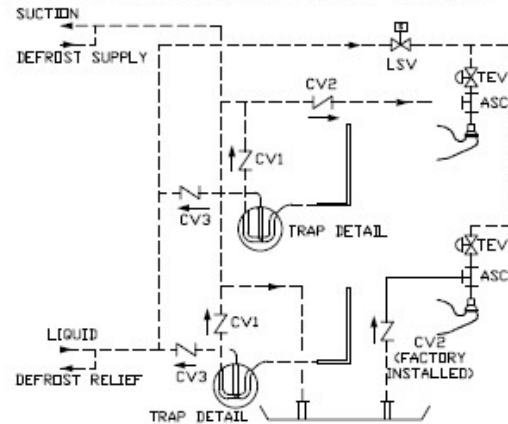 SUCTION
DEFROST SUPPLY
S
LSV
TEV
CV2
ASC
CV1
CV3
TRAP DETAIL
TEV
ASC
CV1
LIQUID
CV2
(FACTORY
INSTALLED)
CV3
DEFROST RELIEF
TRAP DETAIL